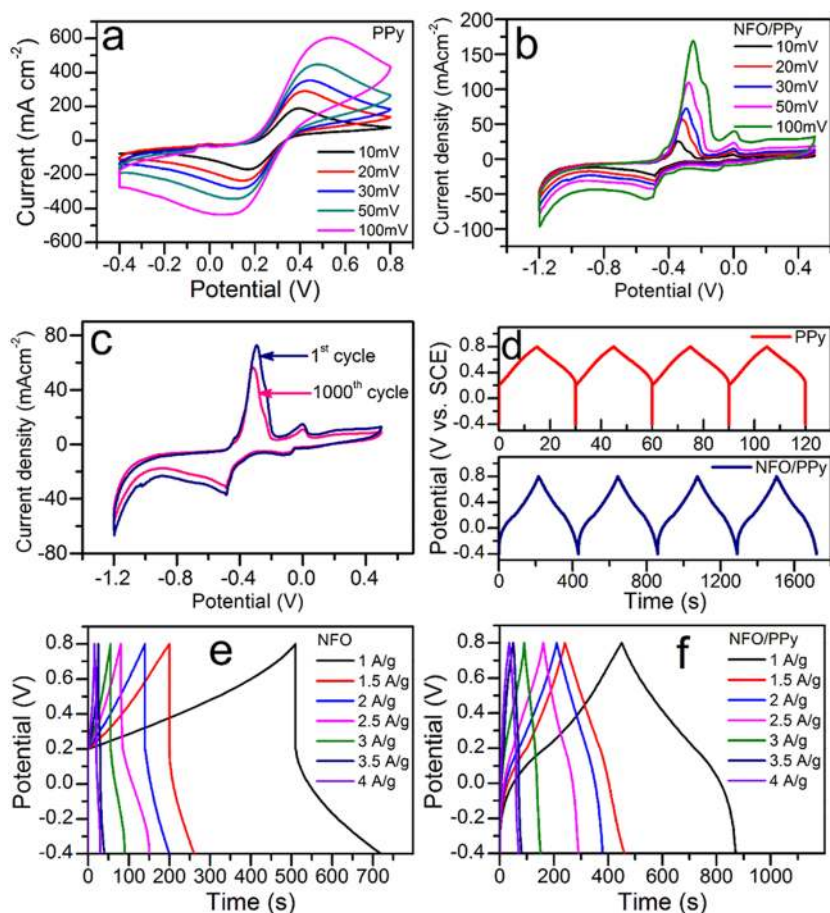 a
PPy
600
400
200
0
-200
-400
-600
-0.4
-0.2
0.0
0.2
0.4
0.6
0.8
Current (mA cm-2)
Potential (V)
10mV
20mV
30mV
50mV
100mV
b
NFO/PPy
200
150
100
50
0
50
-100
-1.2
-0.8
-0.4
0.0
0.4
Current density (mAcm-2)
Potential (V)
10mV
20mV
30mV
50mV
100mV
c
80
40
0
-40
-80
-1.2
-0.8
-0.4
0.0
0.4
Current density (mAcm-2)
Potential (V)
1st cycle
1000th cycle
d
PPy
0.8
0.4
0.0
-0.4
0
20
40
60
80
100
120
Potential (V vs. SCE)
NFO/PPy
0.8
0.4
0.0
-0.4
0
400
800
1200
1600
Time (s)
e
NFO
1.0
0.8
0.6
0.4
0.2
0.0
-0.2
-0.4
0
100
200
300
400
500
600
700
Potential (V)
Time (s)
1 A/g
1.5 A/g
2 A/g
2.5 A/g
3 A/g
3.5 A/g
4 A/g
f
NFO/PPy
1.0
0.8
0.6
0.4
0.2
0.0
-0.2
-0.4
0
200
400
600
800
1000
Potential (V)
Time (s)
1 A/g
1.5 A/g
2 A/g
2.5 A/g
3 A/g
3.5 A/g
4 A/g